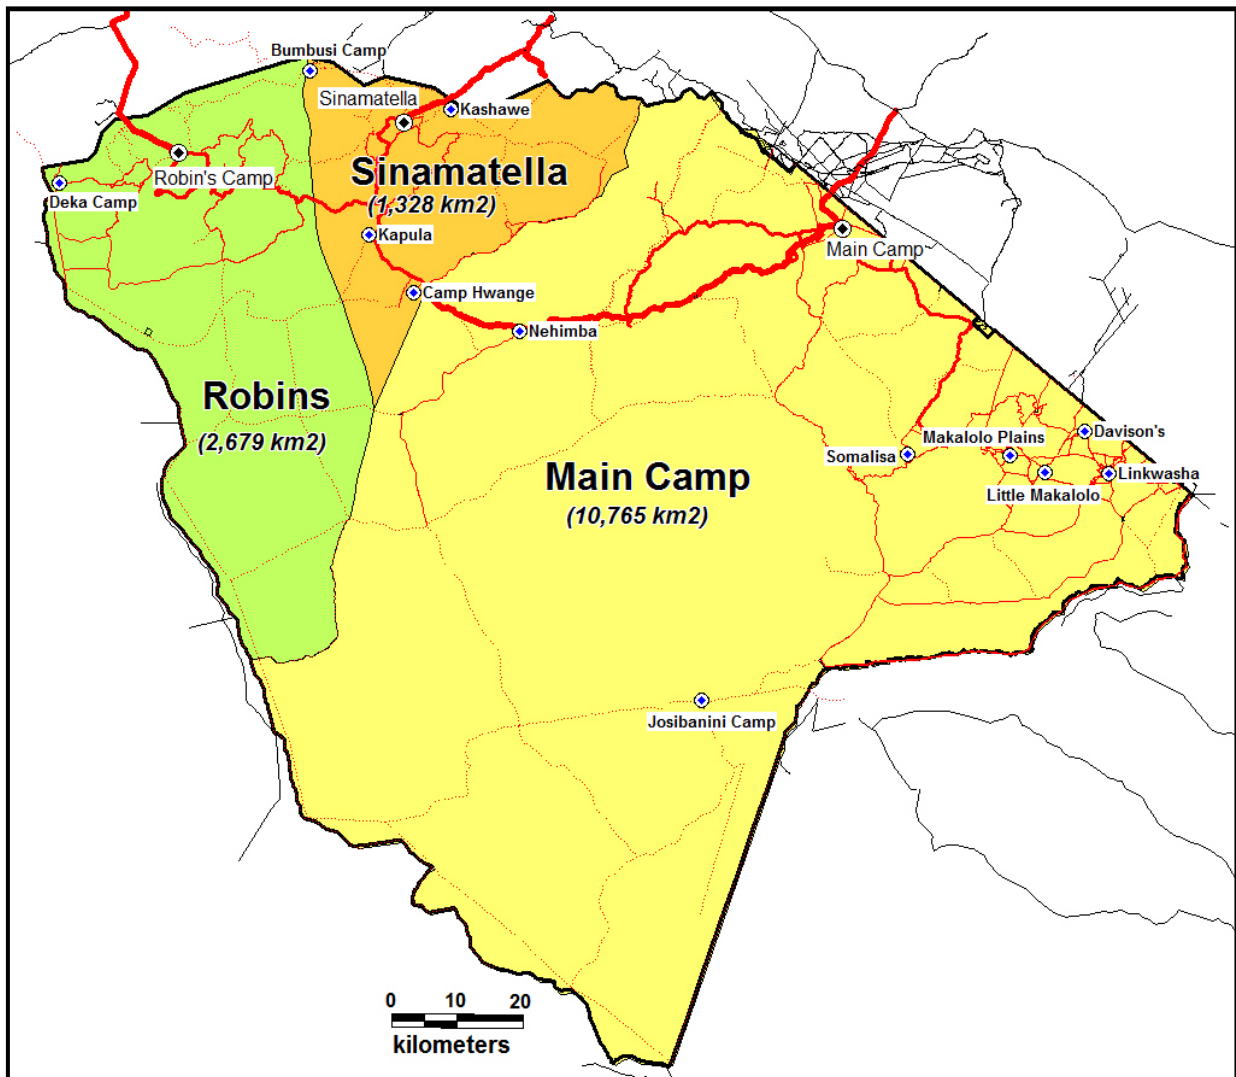 Bumbusi Camp
Sinamatella
Kashawe
Sinamatella
(1,328 km2)
Robin's Camp
Deka Camp
Kapula
Main Camp
Camp Hwange
Nehimba
Robins
(2,679 km2)
Main Camp
(10,765 km2)
Davison's
Makalolo Plains
Somalisa
Linkwasha
Little Makalolo
Josibanini Camp
0 10 20
kilometers